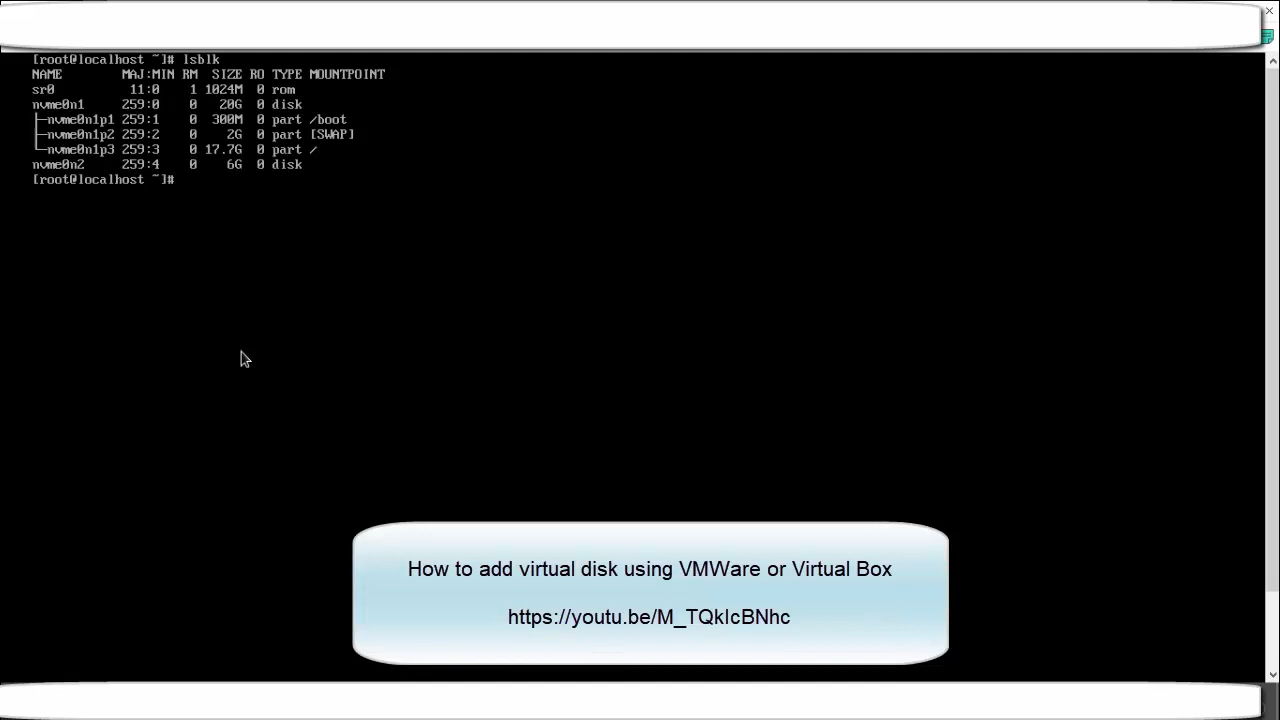 [root@localhost ~]# lsblk
NAME        MAJ:MIN RM  SIZE RO TYPE MOUNTPOINT
sr0          11:0    1 1024M  0 rom
nvme0n1     259:0    0   20G  0 disk
├─nvme0n1p1 259:1    0  300M  0 part /boot
├─nvme0n1p2 259:2    0    2G  0 part [SWAP]
└─nvme0n1p3 259:3    0 17.7G  0 part /
nvme0n2     259:4    0    6G  0 disk
[root@localhost ~]#
How to add virtual disk using VMWare or Virtual Box
https://youtu.be/M_TQkIcBNhc